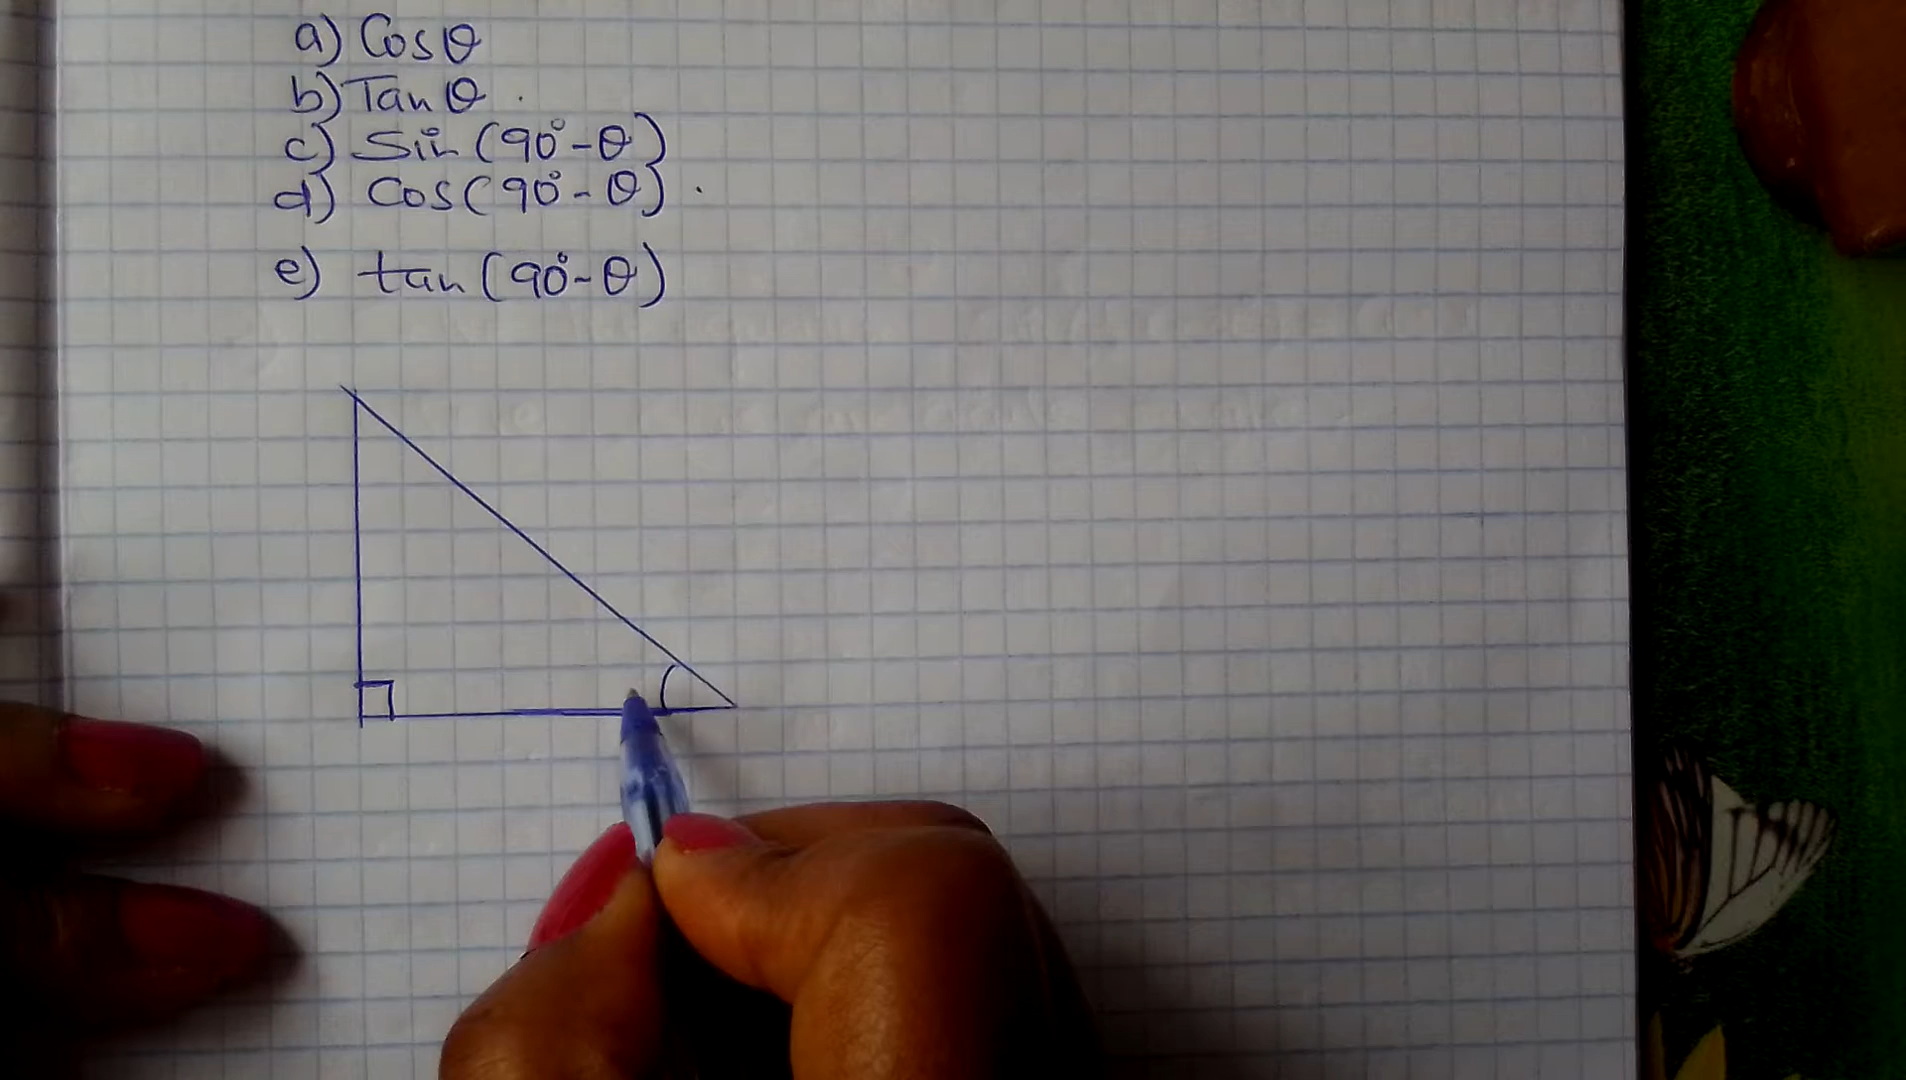 a) Cos θ
b) Tan θ .
c) Sin (90° - θ)
d) Cos (90° - θ) .
e) tan (90° - θ)